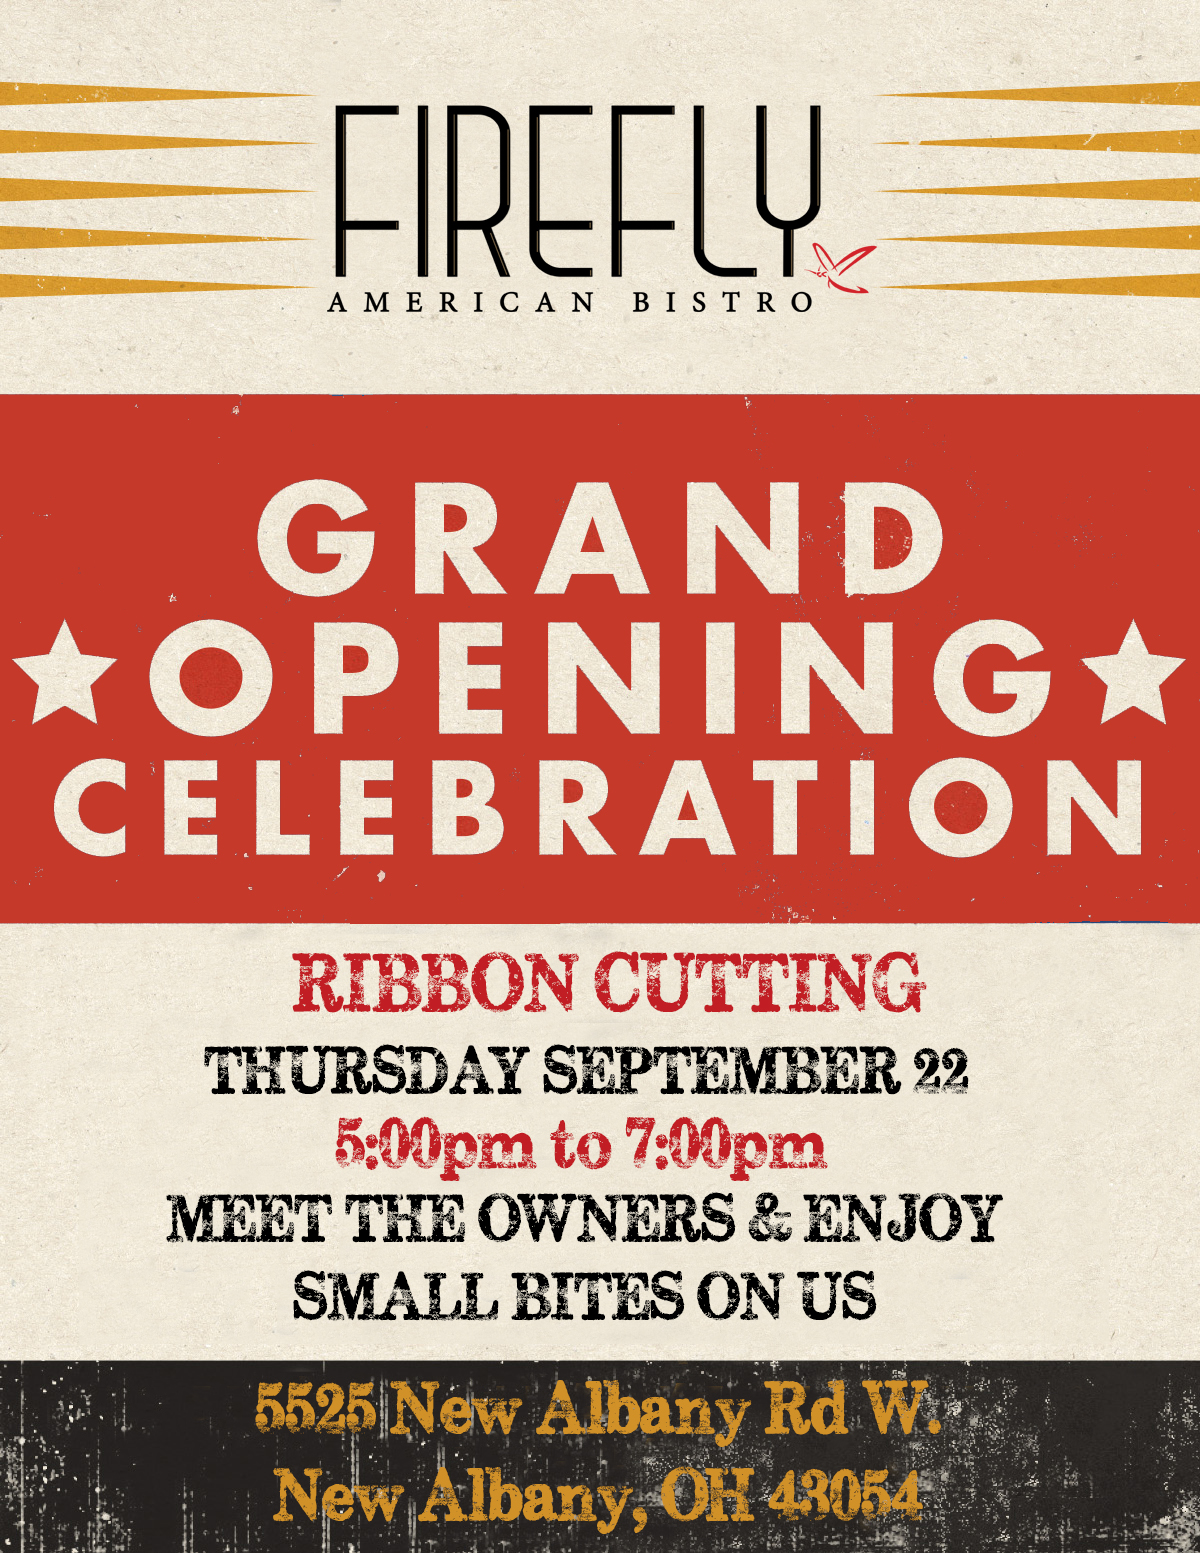 FIREFLY
AMERICAN BISTRO
GRAND
OPENING
CELEBRATION
RIBBON CUTTING
THURSDAY SEPTEMBER 22
5:00pm to 7:00pm
MEET THE OWNERS & ENJOY
SMALL BITES ON US
5525 New Albany Rd W.
New Albany, OH 43054